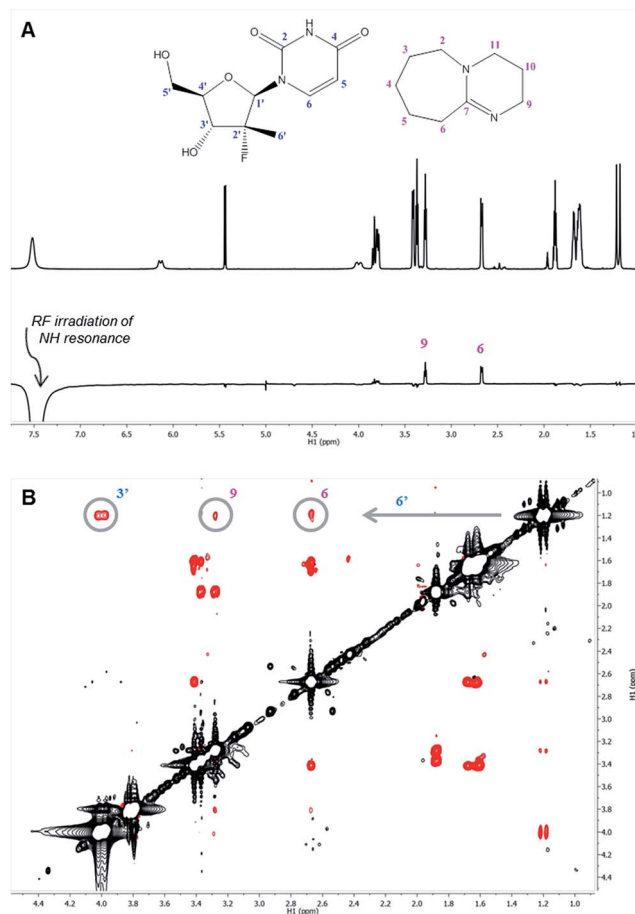 A
O
2
H
N
4
O
HO
5'
4'
O
1'
N
6
5
3'
2'
6'
HO
F
3
2
11
10
4
N
5
6
7
N
9
RF irradiation of
NH resonance
9
6
7.5 7.0 6.5 6.0 5.5 5.0 4.5 4.0 3.5 3.0 2.5 2.0 1.5 1.0
H1 (ppm)
B
3' 9 6 6'
1.0
1.2
1.4
1.6
1.8
2.0
2.2
2.4
2.6
2.8
3.0
3.2
3.4
3.6
3.8
4.0
4.2
4.4
H1 (ppm)
4.4 4.2 4.0 3.8 3.6 3.4 3.2 3.0 2.8 2.6 2.4 2.2 2.0 1.8 1.6 1.4 1.2 1.0
H1 (ppm)